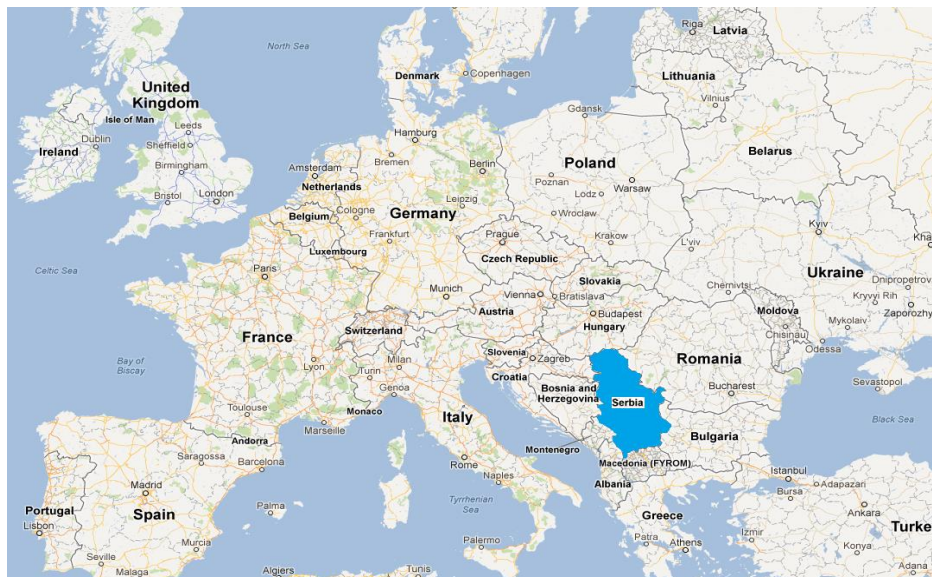 Riga
Latvia
North Sea
Denmark
Copenhagen
Lithuania
Vilnius
United
Kingdom
Isle of Man
Gdansk
Dublin
Leeds
Hamburg
Ireland
Sheffield
Belarus
Bremen
Birmingham
Amsterdam
Berlin
Poland
Poznan
Warsaw
Netherlands
Lodz
Bristol
London
Leipzig
Belgium
Cologne
Germany
Wroclaw
Kyiv
Kha
Frankfurt
Prague
Krakow
L'viv
Luxembourg
Czech Republic
Celtic Sea
Paris
Ukraine
Slovakia
Dnipropetrovs
Chernivtsi
Munich
Vienna
Bratislava
Kryvyi Rih
Austria
Budapest
Moldova
Zaporozhy
Switzerland
Hungary
Chisinau
Mykolaiv
France
Odessa
Slovenia
Zagreb
Romania
Bay of
Biscay
Lyon
Milan
Turin
Croatia
Sevastopol
Genoa
Bosnia and
Herzegovina
Bucharest
Serbia
Toulouse
Monaco
Italy
Black Sea
Marseille
Andorra
Bulgaria
Montenegro
Saragossa
Barcelona
Rome
Macedonia (FYROM)
Istanbul
Naples
Albania
Adapazari
Madrid
Bursa
Tyrrhenian
Sea
Portugal
Spain
Palma
Greece
Ankara
Lisbon
Turke
Izmir
Murcia
Palermo
Patra
Athens
Konya
Seville
Malaga
Algiers
Tunis
Adana